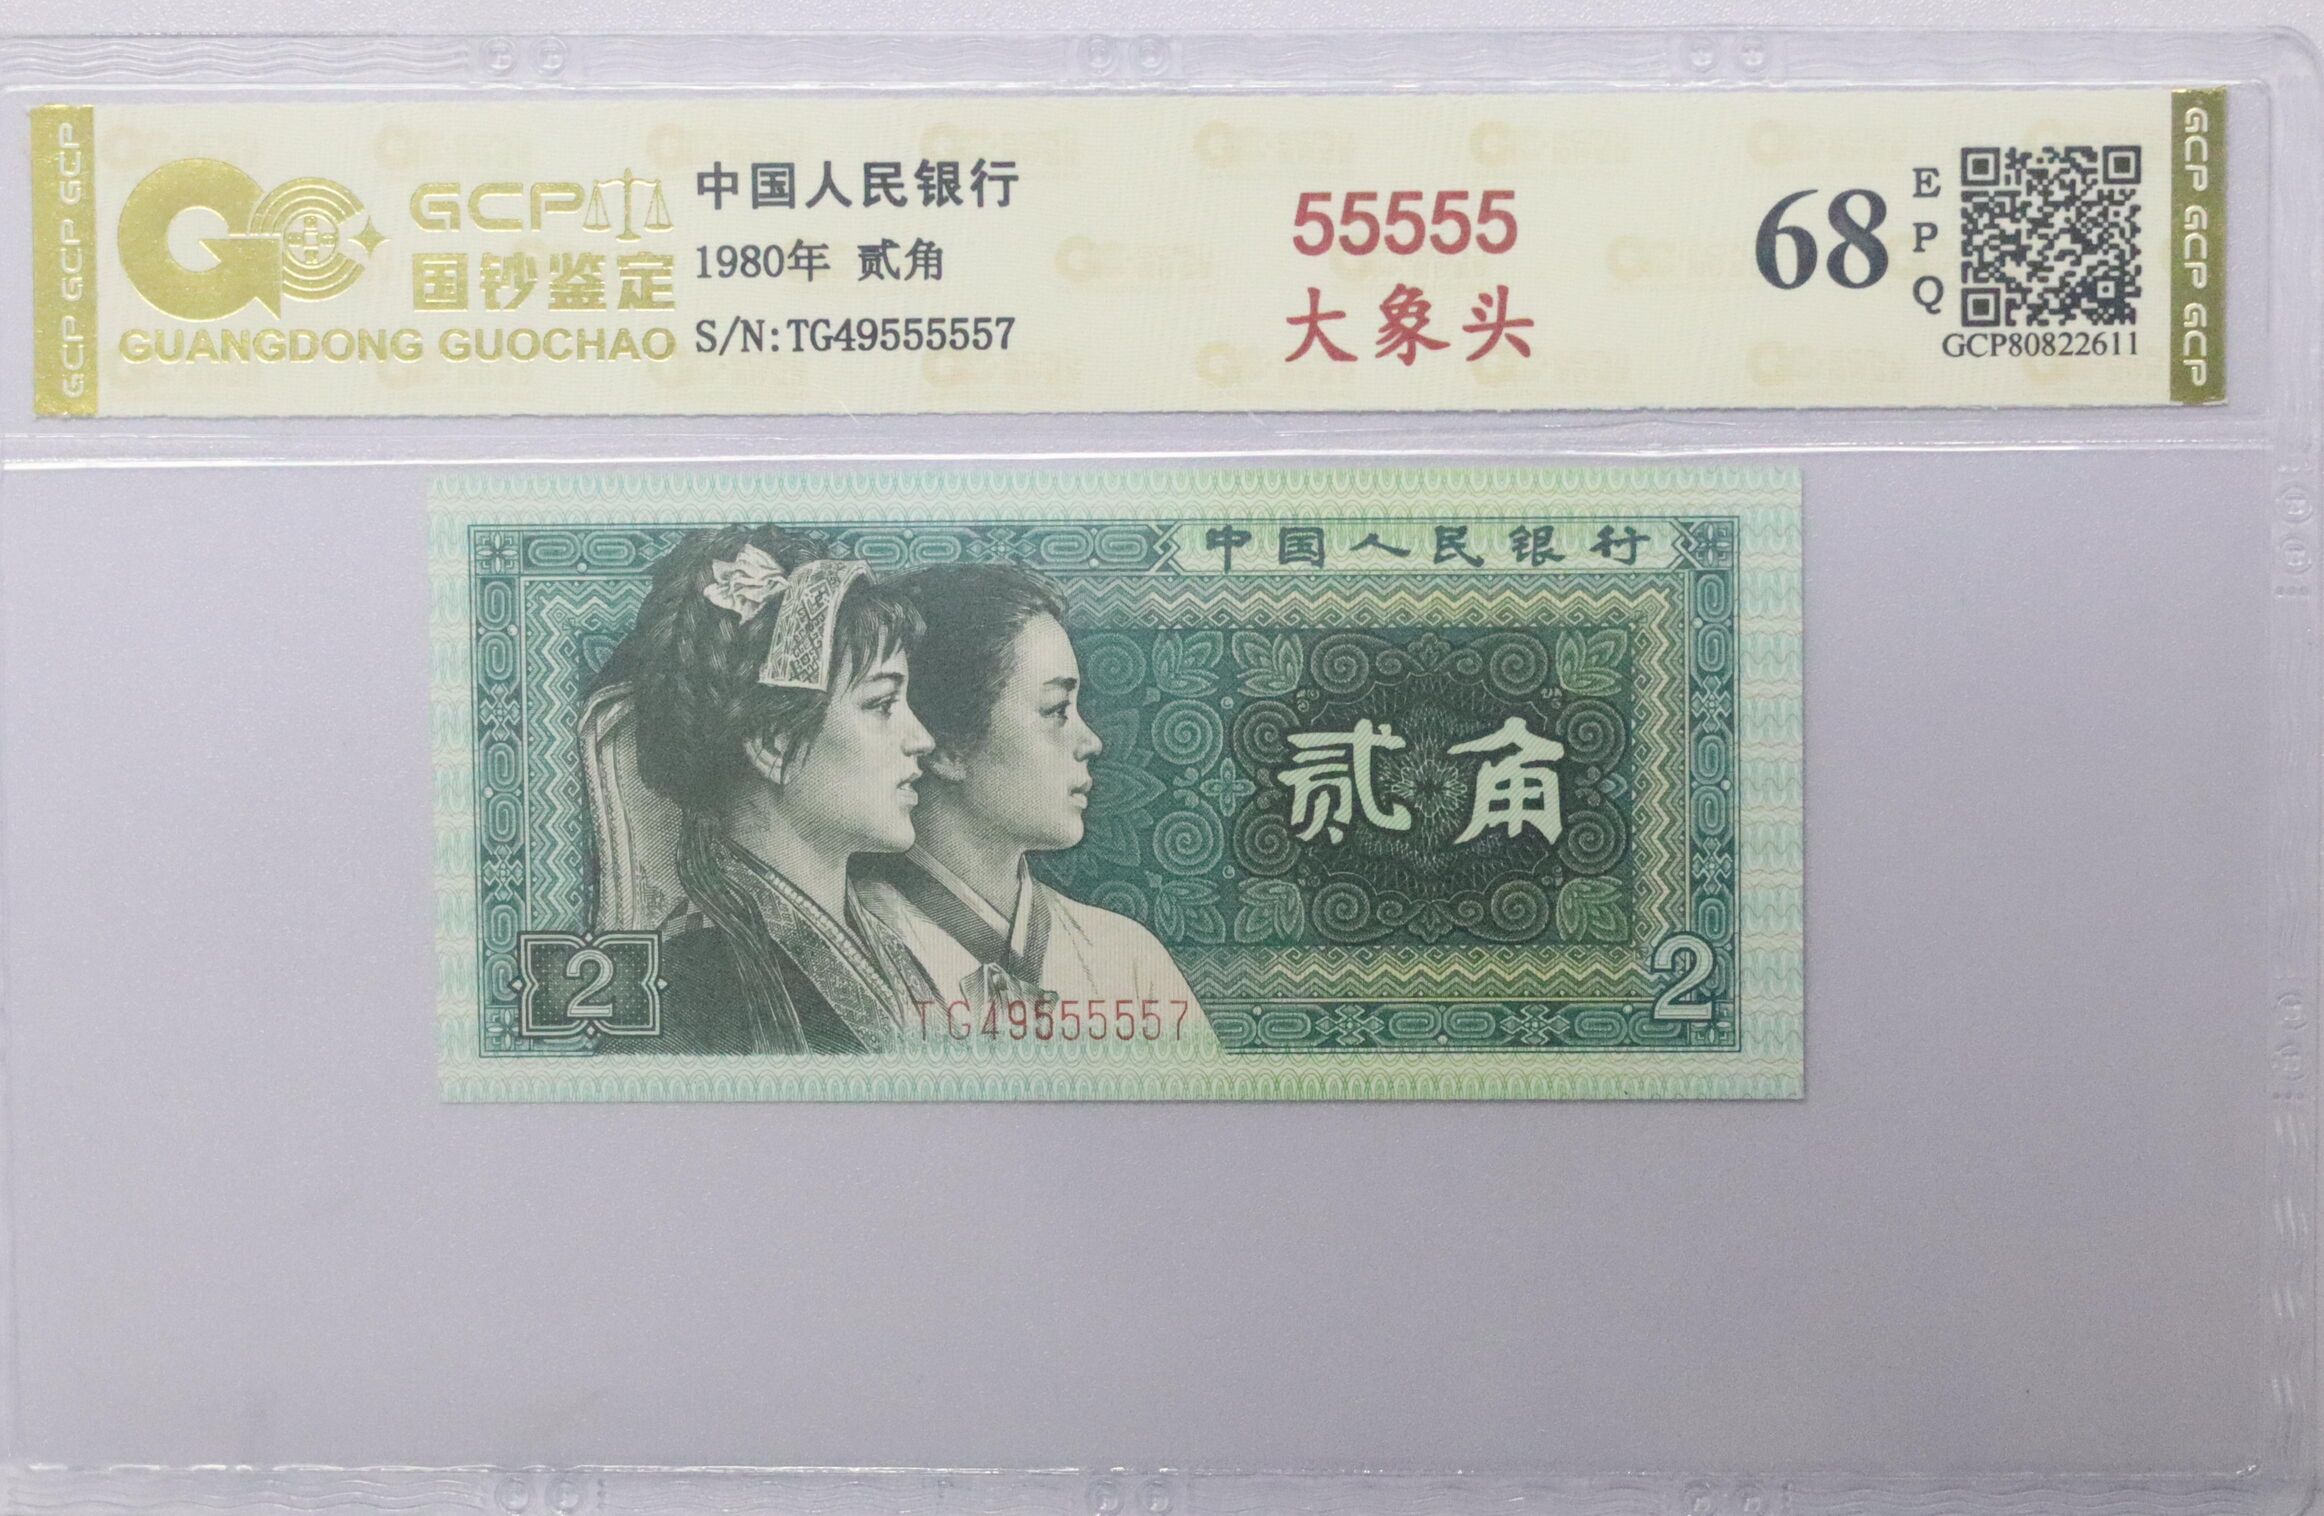 GCP GCP GCP
GCP
国钞鉴定
GUANGDONG GUOCHAO
中国人民银行
1980年 贰角
S/N:TG49555557
55555
大象头
68
E
P
Q
GCP80822611
GCP GCP GCP
中国人民银行
贰角
2
2
TG49555557